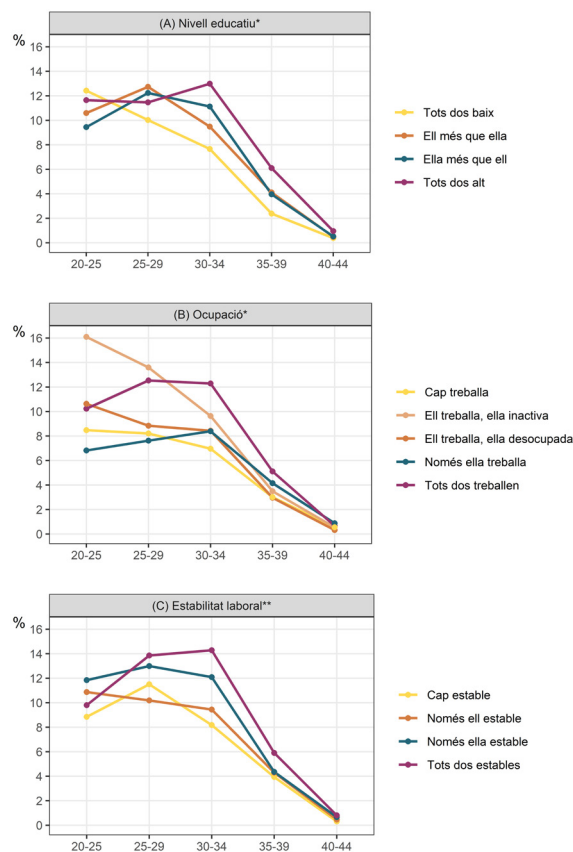 (A) Nivell educatiu*
%
16
14
12
10
8
6
4
2
0
20-25 25-29 30-34 35-39 40-44
Tots dos baix
Ell més que ella
Ella més que ell
Tots dos alt
(B) Ocupació*
%
16
14
12
10
8
6
4
2
0
20-25 25-29 30-34 35-39 40-44
Cap treballa
Ell treballa, ella inactiva
Ell treballa, ella desocupada
Només ella treballa
Tots dos treballen
(C) Estabilitat laboral**
%
16
14
12
10
8
6
4
2
0
20-25 25-29 30-34 35-39 40-44
Cap estable
Només ell estable
Només ella estable
Tots dos estables